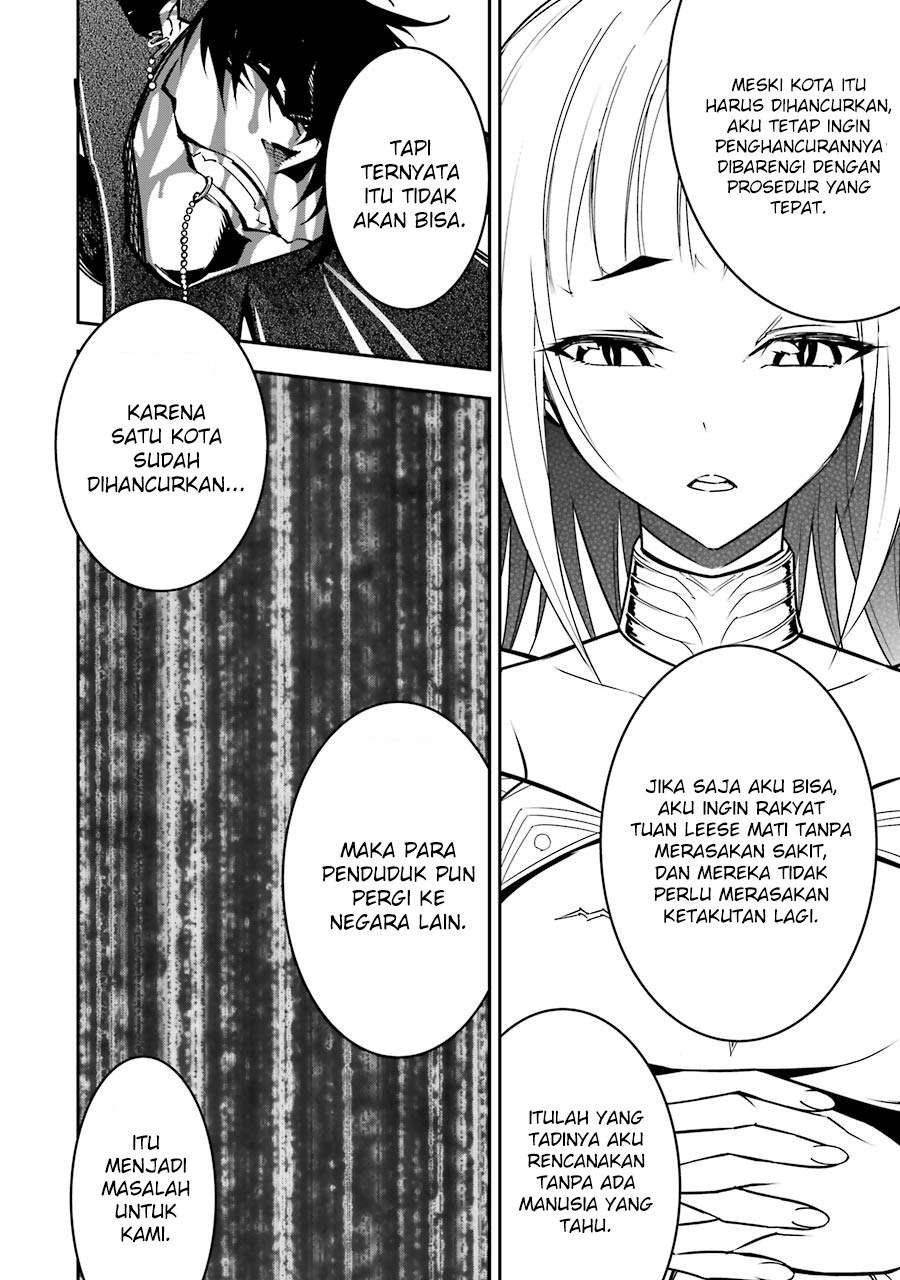 MESKI KOTA ITU
HARUS DIHANCURKAN,
AKU TETAP INGIN
PENGHANCURANNYA
DIBARENGI DENGAN
PROSEDUR YANG
TEPAT.
JIKA SAJA AKU BISA,
AKU INGIN RAKYAT
TUAN LEESE MATI TANPA
MERASAKAN SAKIT,
DAN MEREKA TIDAK
PERLU MERASAKAN
KETAKUTAN LAGI.
ITULAH YANG
TADINYA AKU
RENCANAKAN
TANPA ADA
MANUSIA YANG
TAHU.
TAPI
TERNYATA
ITU TIDAK
AKAN BISA.
KARENA
SATU KOTA
SUDAH
DIHANCURKAN...
MAKA PARA
PENDUDUK PUN
PERGI KE
NEGARA LAIN.
ITU
MENJADI
MASALAH
UNTUK
KAMI.